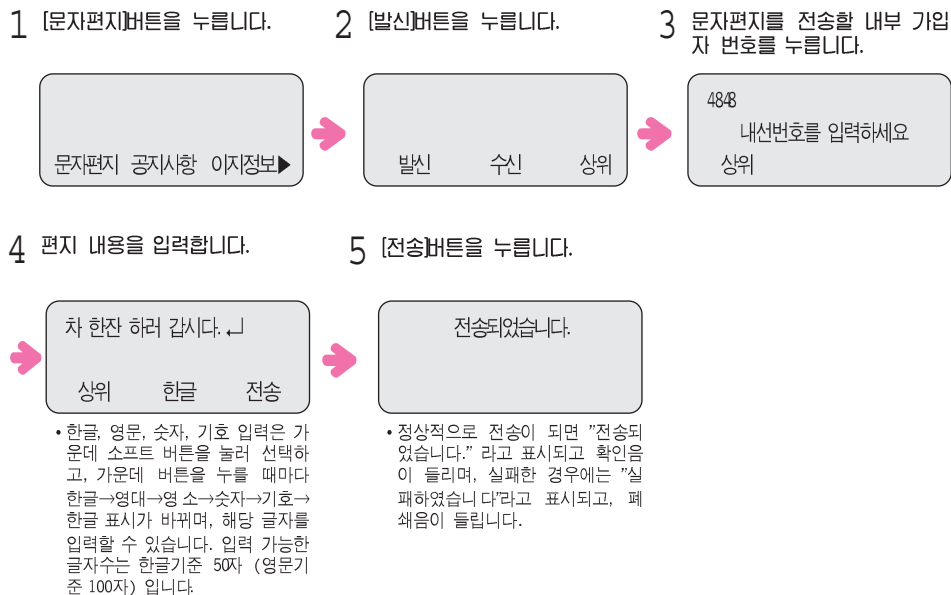 1 [문자편지]버튼을 누릅니다.
2 [발신]버튼을 누릅니다.
3 문자편지를 전송할 내부 가입
자 번호를 누릅니다.
문자편지 공지사항 이지정보▶
발신 수신 상위
4848
내선번호를 입력하세요
상위
4 편지 내용을 입력합니다.
5 [전송]버튼을 누릅니다.
차 한잔 하러 갑시다.↵
상위 한글 전송
전송되었습니다.
• 한글, 영문, 숫자, 기호 입력은 가
운데 소프트 버튼을 눌러 선택하
고, 가운데 버튼을 누를 때마다
한글→영대→영 소→숫자→기호→
한글 표시가 바뀌며, 해당 글자를
입력할 수 있습니다. 입력 가능한
글자수는 한글기준 50자 (영문기
준 100자) 입니다.
• 정상적으로 전송이 되면 ”전송되
었습니다.” 라고 표시되고 확인음
이 들리며, 실패한 경우에는 ”실
패하였습니 다”라고 표시되고, 폐
쇄음이 들립니다.